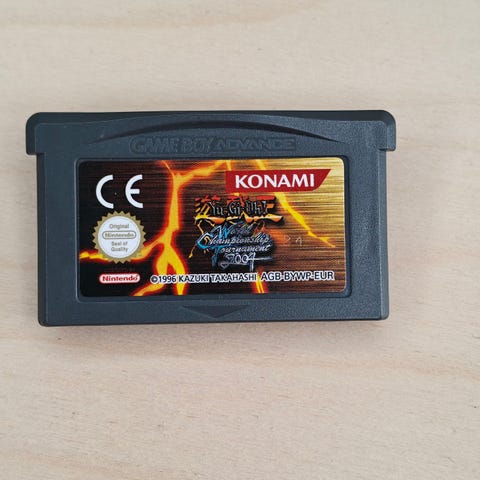 GAME BOY ADVANCE
CE
KONAMI
Yu-Gi-Oh!
World
Championship
Tournament
2004
Original
Nintendo
Seal of
Quality
Nintendo
©1996 KAZUKI TAKAHASHI AGB-BYWP-EUR